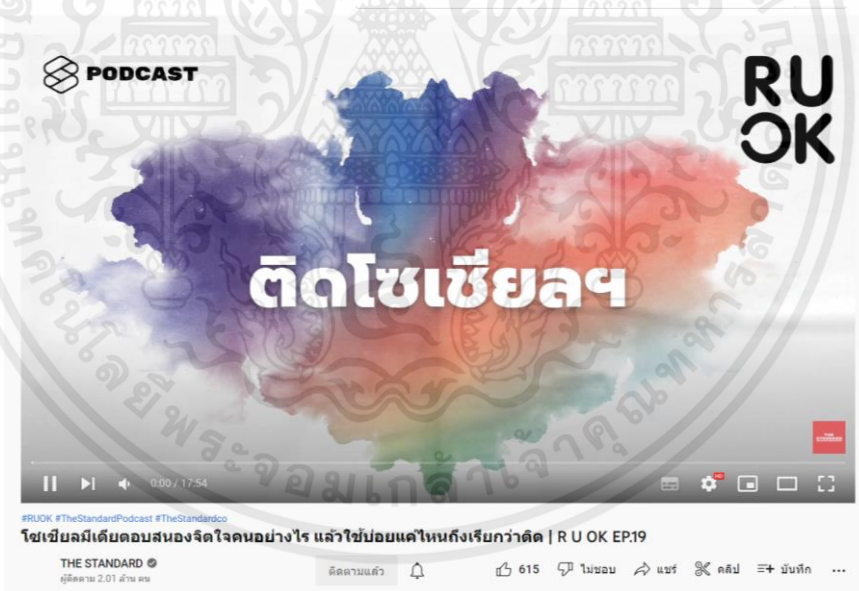 PODCAST
RU
OK
ติดโซเชียลฯ
0:00 / 17:54
#RUOK #TheStandardPodcast #TheStandardco
โซเชียลมีเดียตอบสนองจิตใจคนอย่างไร แล้วใช้บ่อยแค่ไหนถึงเรียกว่าติด | R U OK EP.19
THE STANDARD
ผู้ติดตาม 2.01 ล้าน คน
ติดตามแล้ว
615 ไม่ชอบ แชร์ คลิป บันทึก